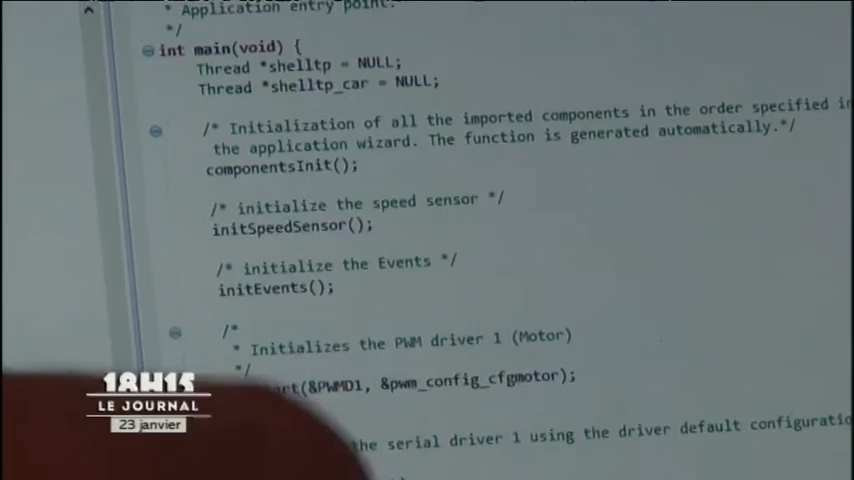 * Application entry point.
*/
int main(void) {
Thread *shelltp = NULL;
Thread *shelltp_car = NULL;
/* Initialization of all the imported components in the order specified in
the application wizard. The function is generated automatically.*/
componentsInit();
/* initialize the speed sensor */
initSpeedSensor();
/* initialize the Events */
initEvents();
/*
* Initializes the PWM driver 1 (Motor)
*/
art(&PWMD1, &pwm_config_cfgmotor);
the serial driver 1 using the driver default configuratio
18H15
LE JOURNAL
23 janvier